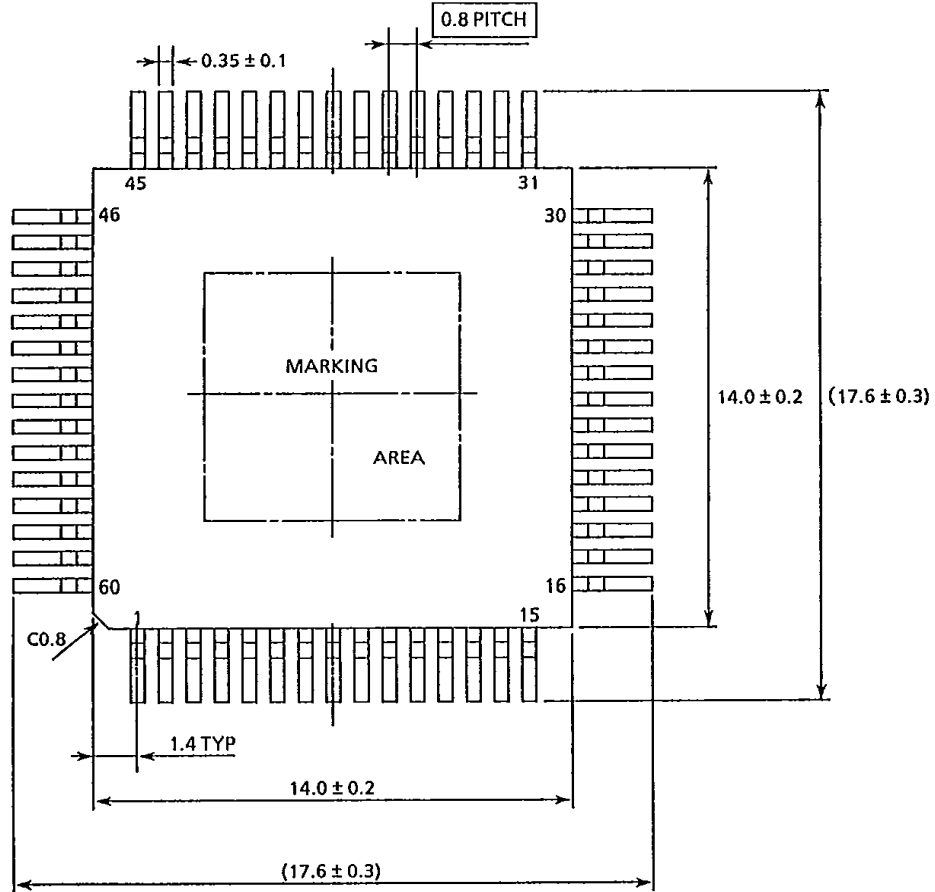 0.8 PITCH
0.35 ± 0.1
45
31
46
30
MARKING
14.0 ± 0.2
(17.6 ± 0.3)
AREA
60
16
1
15
C0.8
1.4 TYP
14.0 ± 0.2
(17.6 ± 0.3)